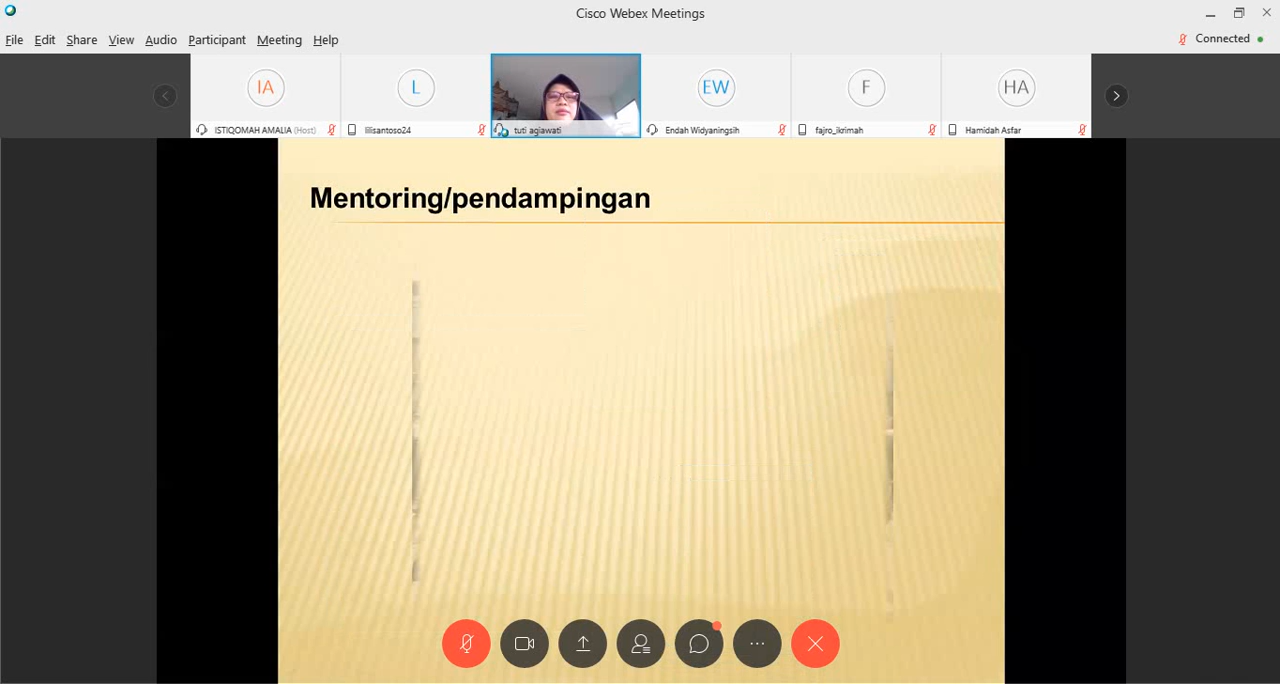 Cisco Webex Meetings
File Edit Share View Audio Participant Meeting Help
Connected
IA L EW F HA
ISTIQOMAH AMALIA (Host) lilisantoso24 tuti agiawati Endah Widyaningsih fajro_ikrimah Hamidah Asfar
Mentoring/pendampingan